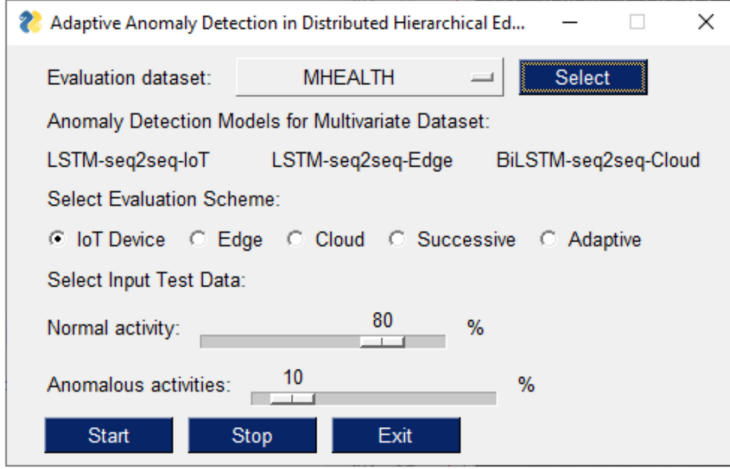 Adaptive Anomaly Detection in Distributed Hierarchical Ed...
Evaluation dataset: MHEALTH Select
Anomaly Detection Models for Multivariate Dataset:
LSTM-seq2seq-IoT LSTM-seq2seq-Edge BiLSTM-seq2seq-Cloud
Select Evaluation Scheme:
IoT Device Edge Cloud Successive Adaptive
Select Input Test Data:
80
Normal activity: %
10
Anomalous activities: %
Start Stop Exit